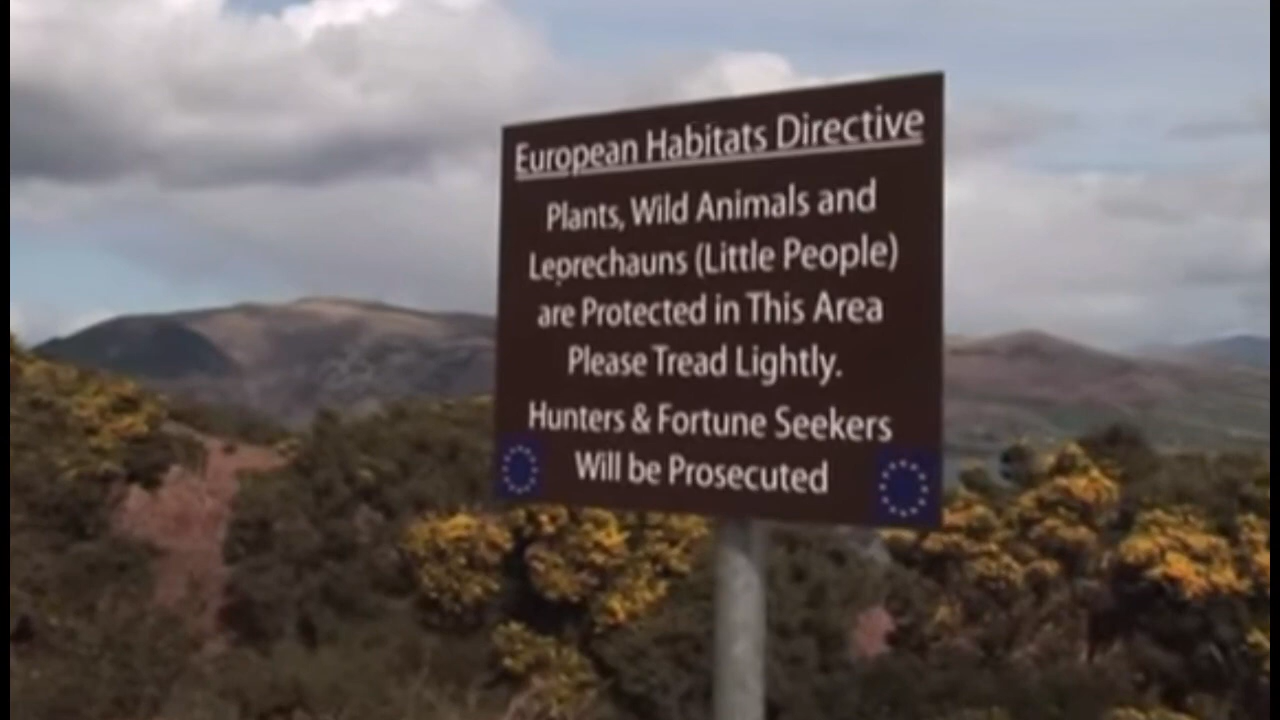 European Habitats Directive
Plants, Wild Animals and
Leprechauns (Little People)
are Protected in This Area
Please Tread Lightly.
Hunters & Fortune Seekers
Will be Prosecuted